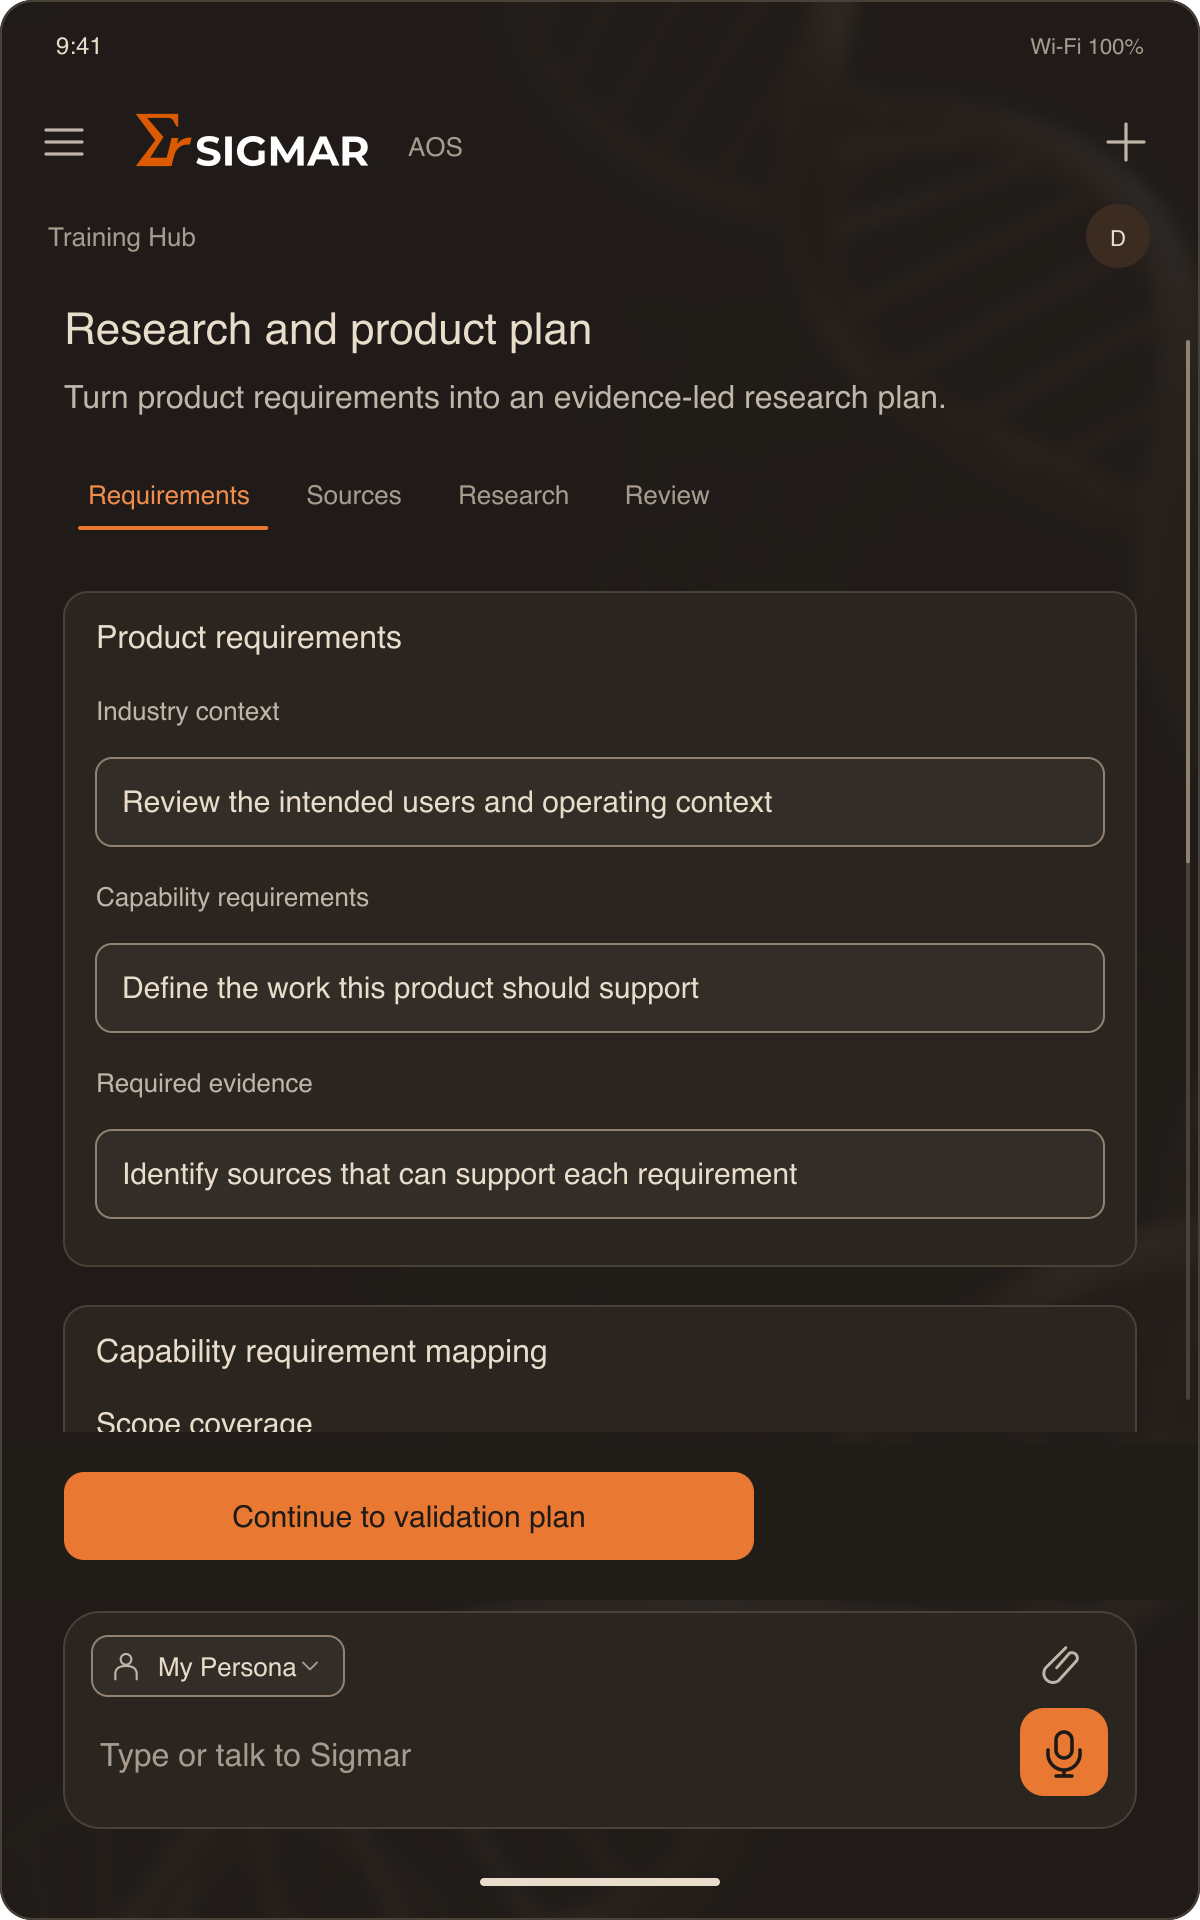 9:41
Wi-Fi 100%
Σr SIGMAR AOS
Training Hub
D
Research and product plan
Turn product requirements into an evidence-led research plan.
Requirements Sources Research Review
Product requirements
Industry context
Review the intended users and operating context
Capability requirements
Define the work this product should support
Required evidence
Identify sources that can support each requirement
Capability requirement mapping
Scope coverage
Continue to validation plan
My Persona
Type or talk to Sigmar